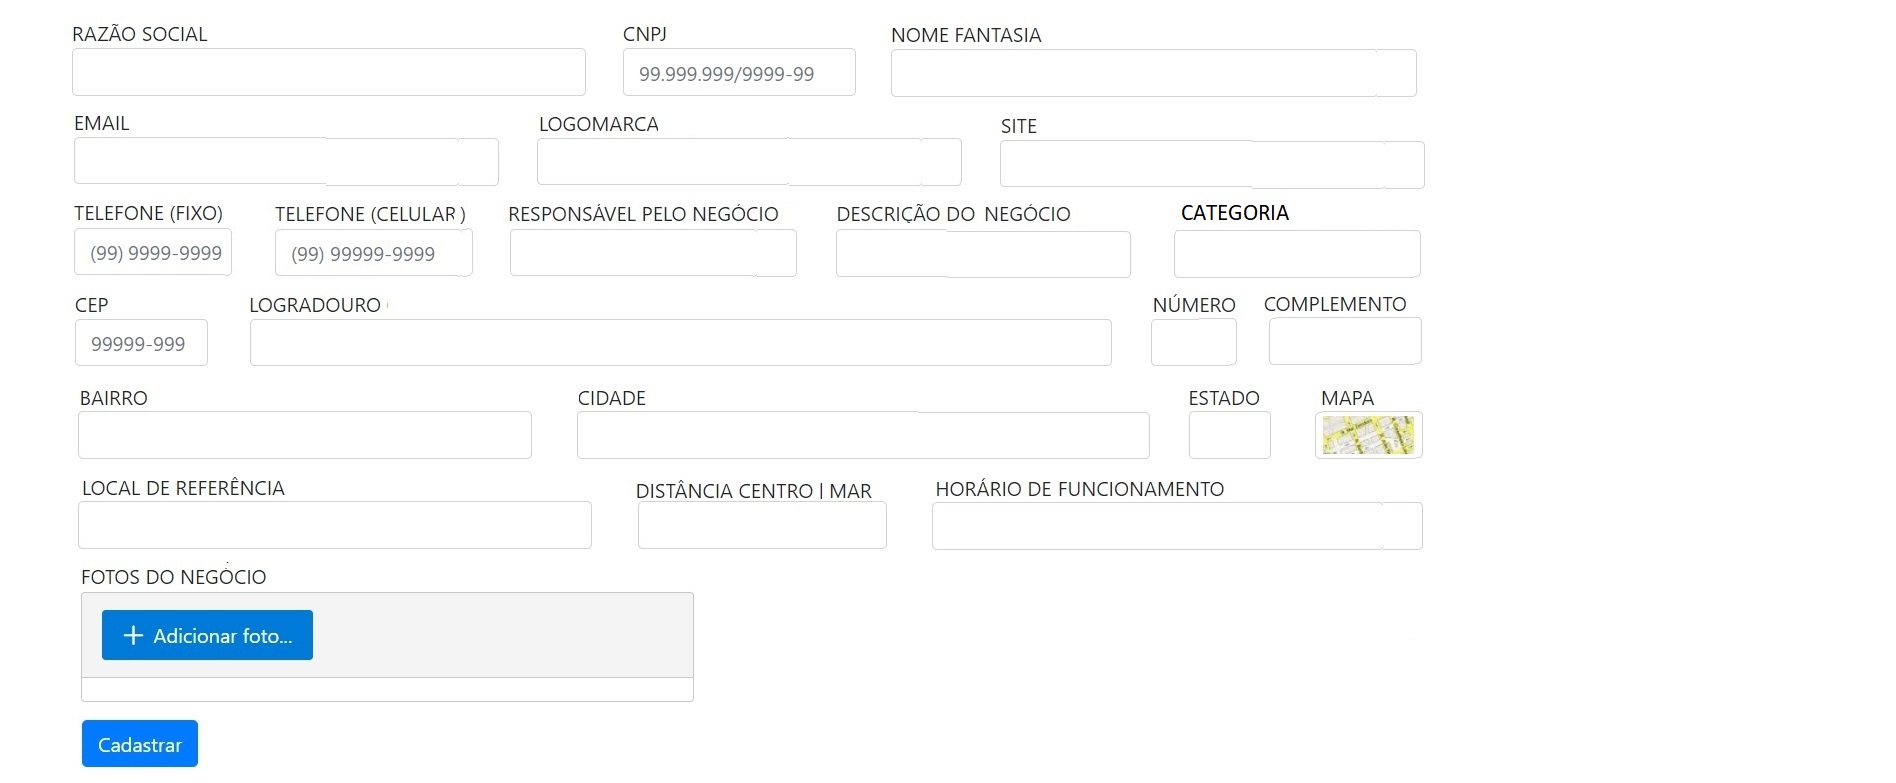 RAZÃO SOCIAL CNPJ NOME FANTASIA
99.999.999/9999-99
EMAIL LOGOMARCA SITE
TELEFONE (FIXO) TELEFONE (CELULAR ) RESPONSÁVEL PELO NEGÓCIO DESCRIÇÃO DO NEGÓCIO CATEGORIA
(99) 9999-9999 (99) 99999-9999
CEP LOGRADOURO NÚMERO COMPLEMENTO
99999-999
BAIRRO CIDADE ESTADO MAPA
LOCAL DE REFERÊNCIA DISTÂNCIA CENTRO | MAR HORÁRIO DE FUNCIONAMENTO
FOTOS DO NEGÓCIO
+ Adicionar foto...
Cadastrar